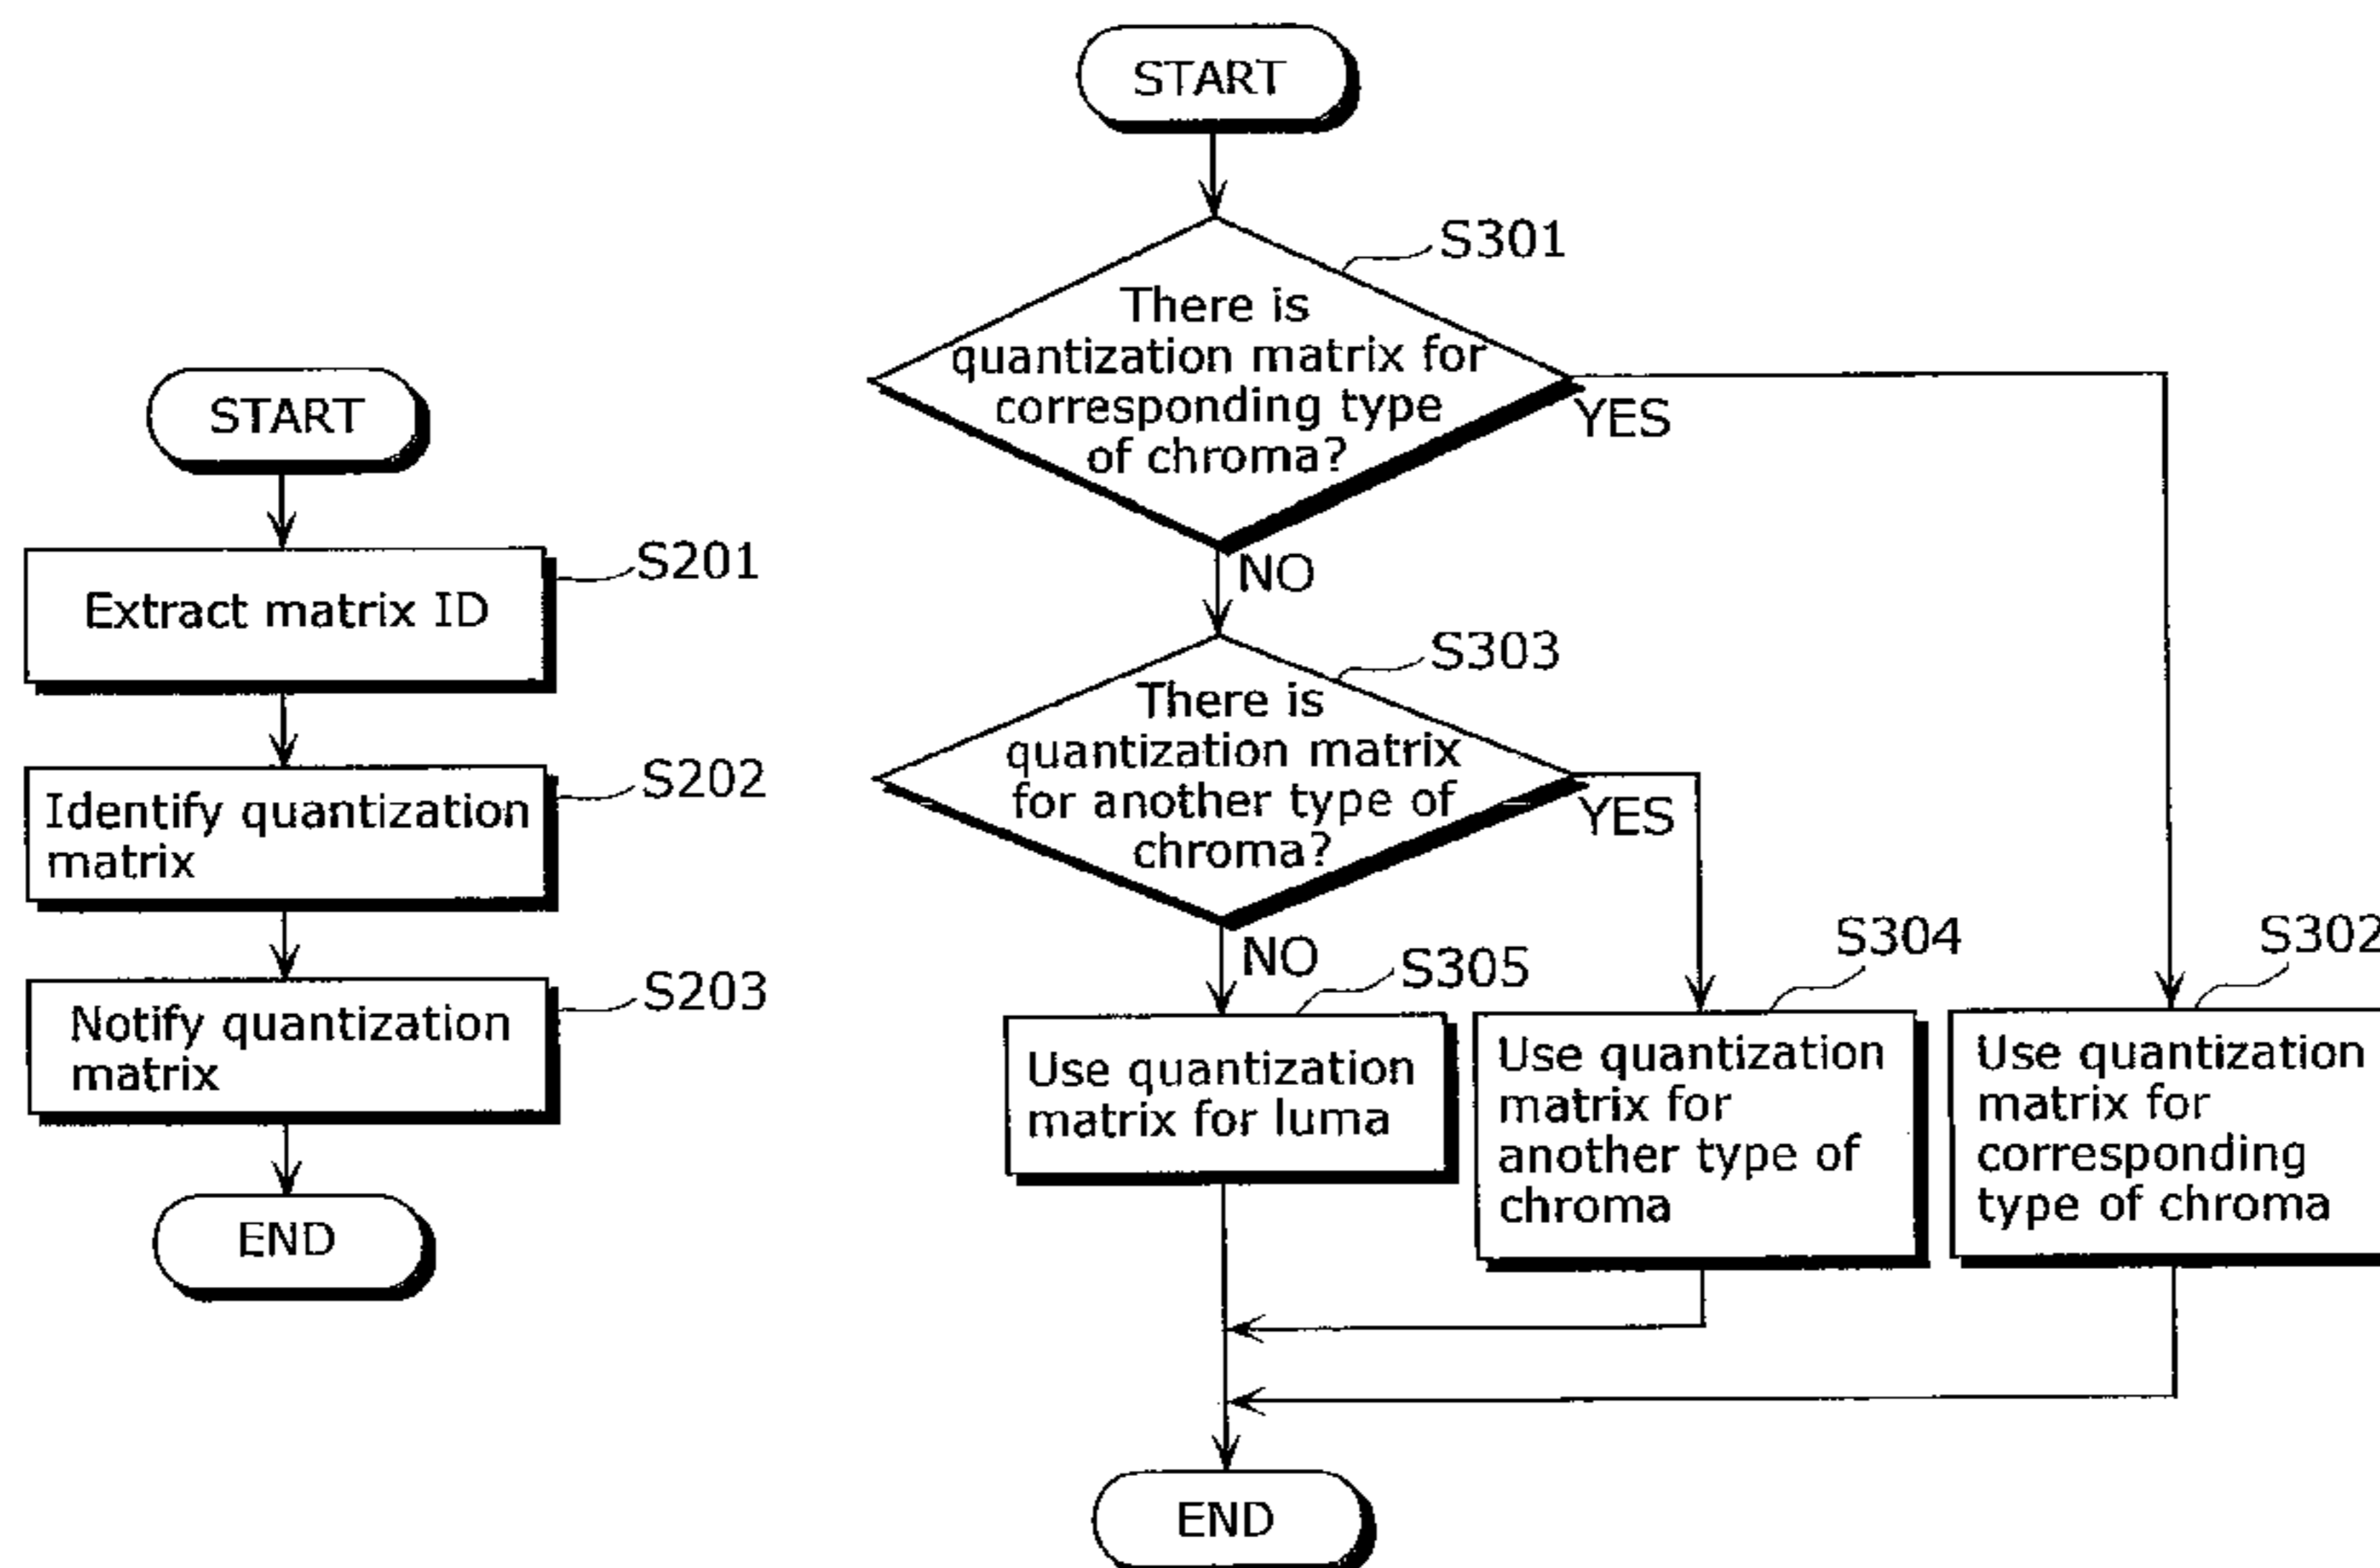 START
S201
Extract matrix ID
S202
Identify quantization
matrix
S203
Notify quantization
matrix
END
START
S301
There is
quantization matrix for
corresponding type
of chroma?
YES
NO
S303
There is
quantization matrix
for another type of
chroma?
YES
NO
S305
Use quantization
matrix for luma
S304
Use quantization
matrix for
another type of
chroma
S302
Use quantization
matrix for
corresponding
type of chroma
END